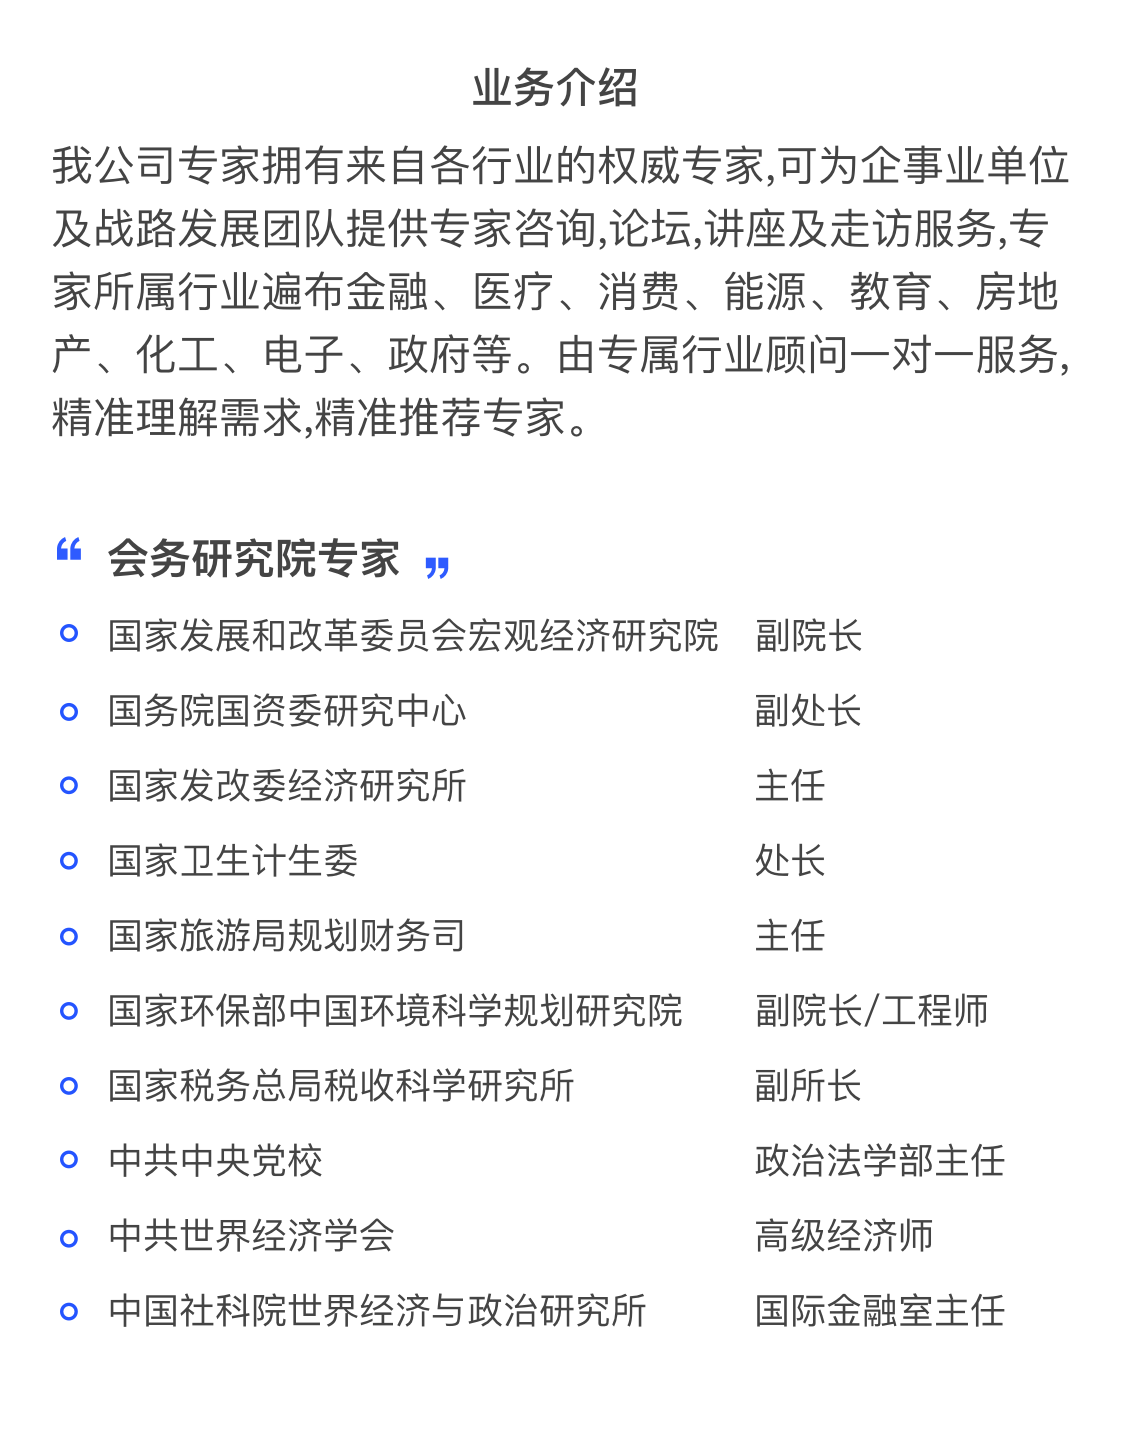 业务介绍
我公司专家拥有来自各行业的权威专家,可为企事业单位
及战路发展团队提供专家咨询,论坛,讲座及走访服务,专
家所属行业遍布金融、医疗、消费、能源、教育、房地
产、化工、电子、政府等。由专属行业顾问一对一服务,
精准理解需求,精准推荐专家。
“ 会务研究院专家 ”
国家发展和改革委员会宏观经济研究院 副院长
国务院国资委研究中心 副处长
国家发改委经济研究所 主任
国家卫生计生委 处长
国家旅游局规划财务司 主任
国家环保部中国环境科学规划研究院 副院长/工程师
国家税务总局税收科学研究所 副所长
中共中央党校 政治法学部主任
中共世界经济学会 高级经济师
中国社科院世界经济与政治研究所 国际金融室主任